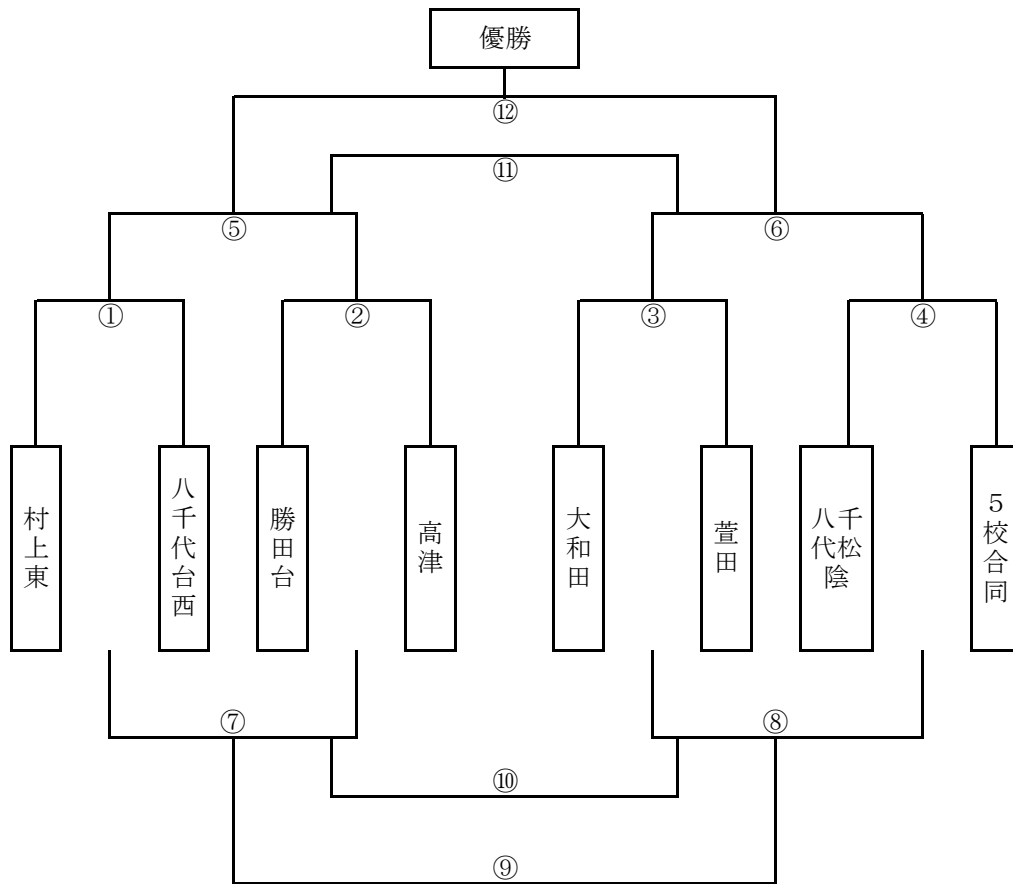 優勝
⑫
⑪
⑤
⑥
①
②
③
④
村上東
八千代台西
勝田台
高津
大和田
萱田
八千代松陰
５校合同
⑦
⑧
⑩
⑨